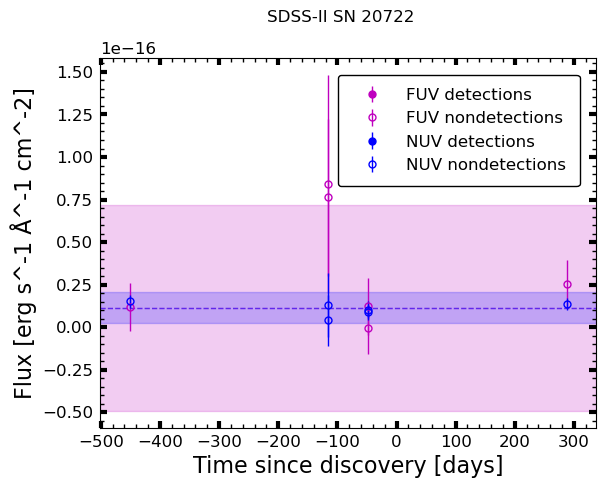 SDSS-II SN 20722
1e−16
Flux [erg s^-1 Å^-1 cm^-2]
1.50
1.25
1.00
0.75
0.50
0.25
0.00
−0.25
−0.50
FUV detections
FUV nondetections
NUV detections
NUV nondetections
−500 −400 −300 −200 −100 0 100 200 300
Time since discovery [days]